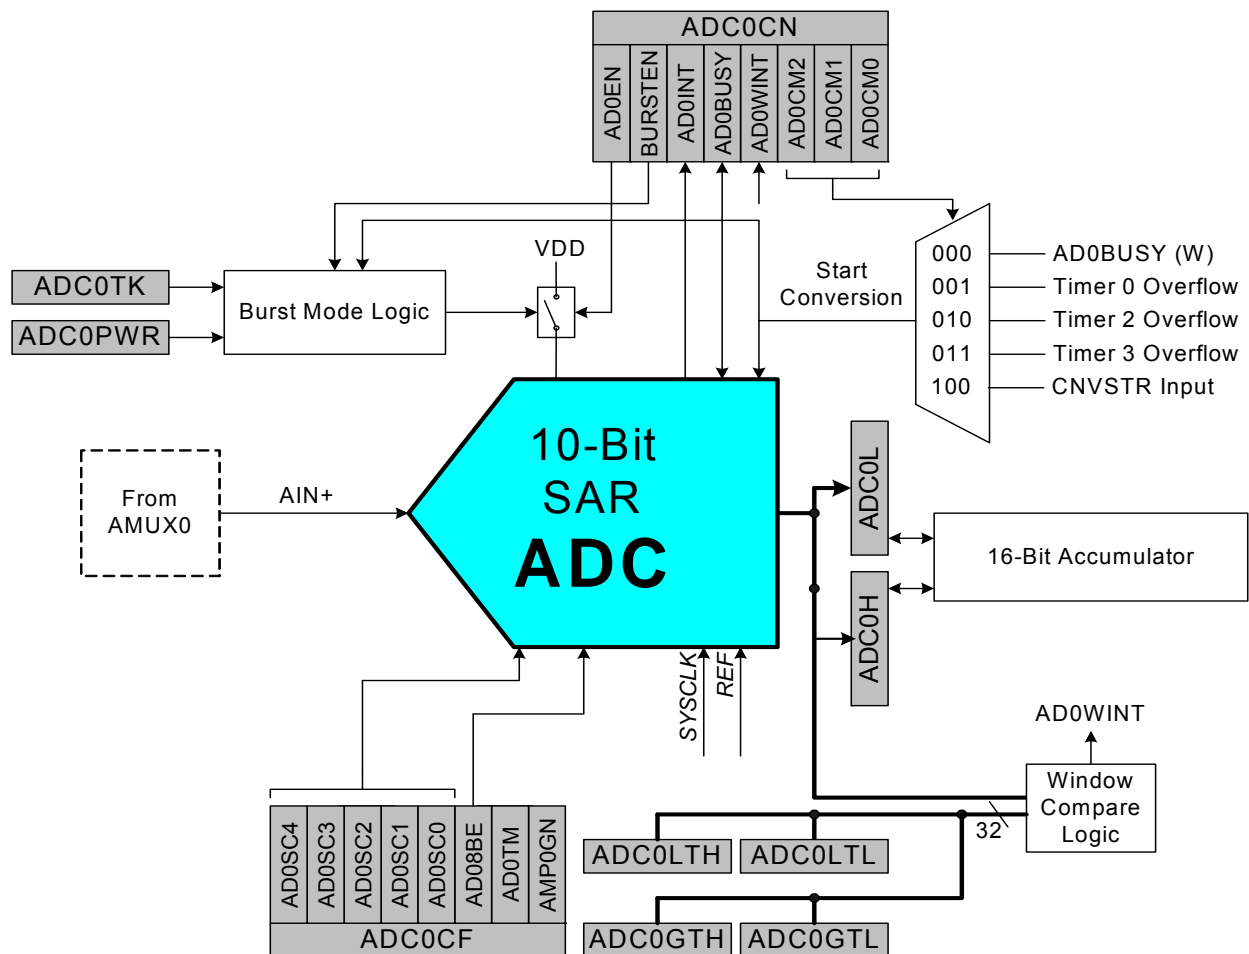 ADC0CN
AD0EN
BURSTEN
AD0INT
AD0BUSY
AD0WINT
AD0CM2
AD0CM1
AD0CM0
VDD
Start
Conversion
000
AD0BUSY (W)
001
Timer 0 Overflow
010
Timer 2 Overflow
011
Timer 3 Overflow
100
CNVSTR Input
ADC0TK
ADC0PWR
Burst Mode Logic
From
AMUX0
AIN+
10-Bit
SAR
ADC
ADC0L
ADC0H
16-Bit Accumulator
SYSCLK
REF
AD0WINT
Window
Compare
Logic
32
AD0SC4
AD0SC3
AD0SC2
AD0SC1
AD0SC0
AD08BE
AD0TM
AMP0GN
ADC0CF
ADC0LTH
ADC0LTL
ADC0GTH
ADC0GTL